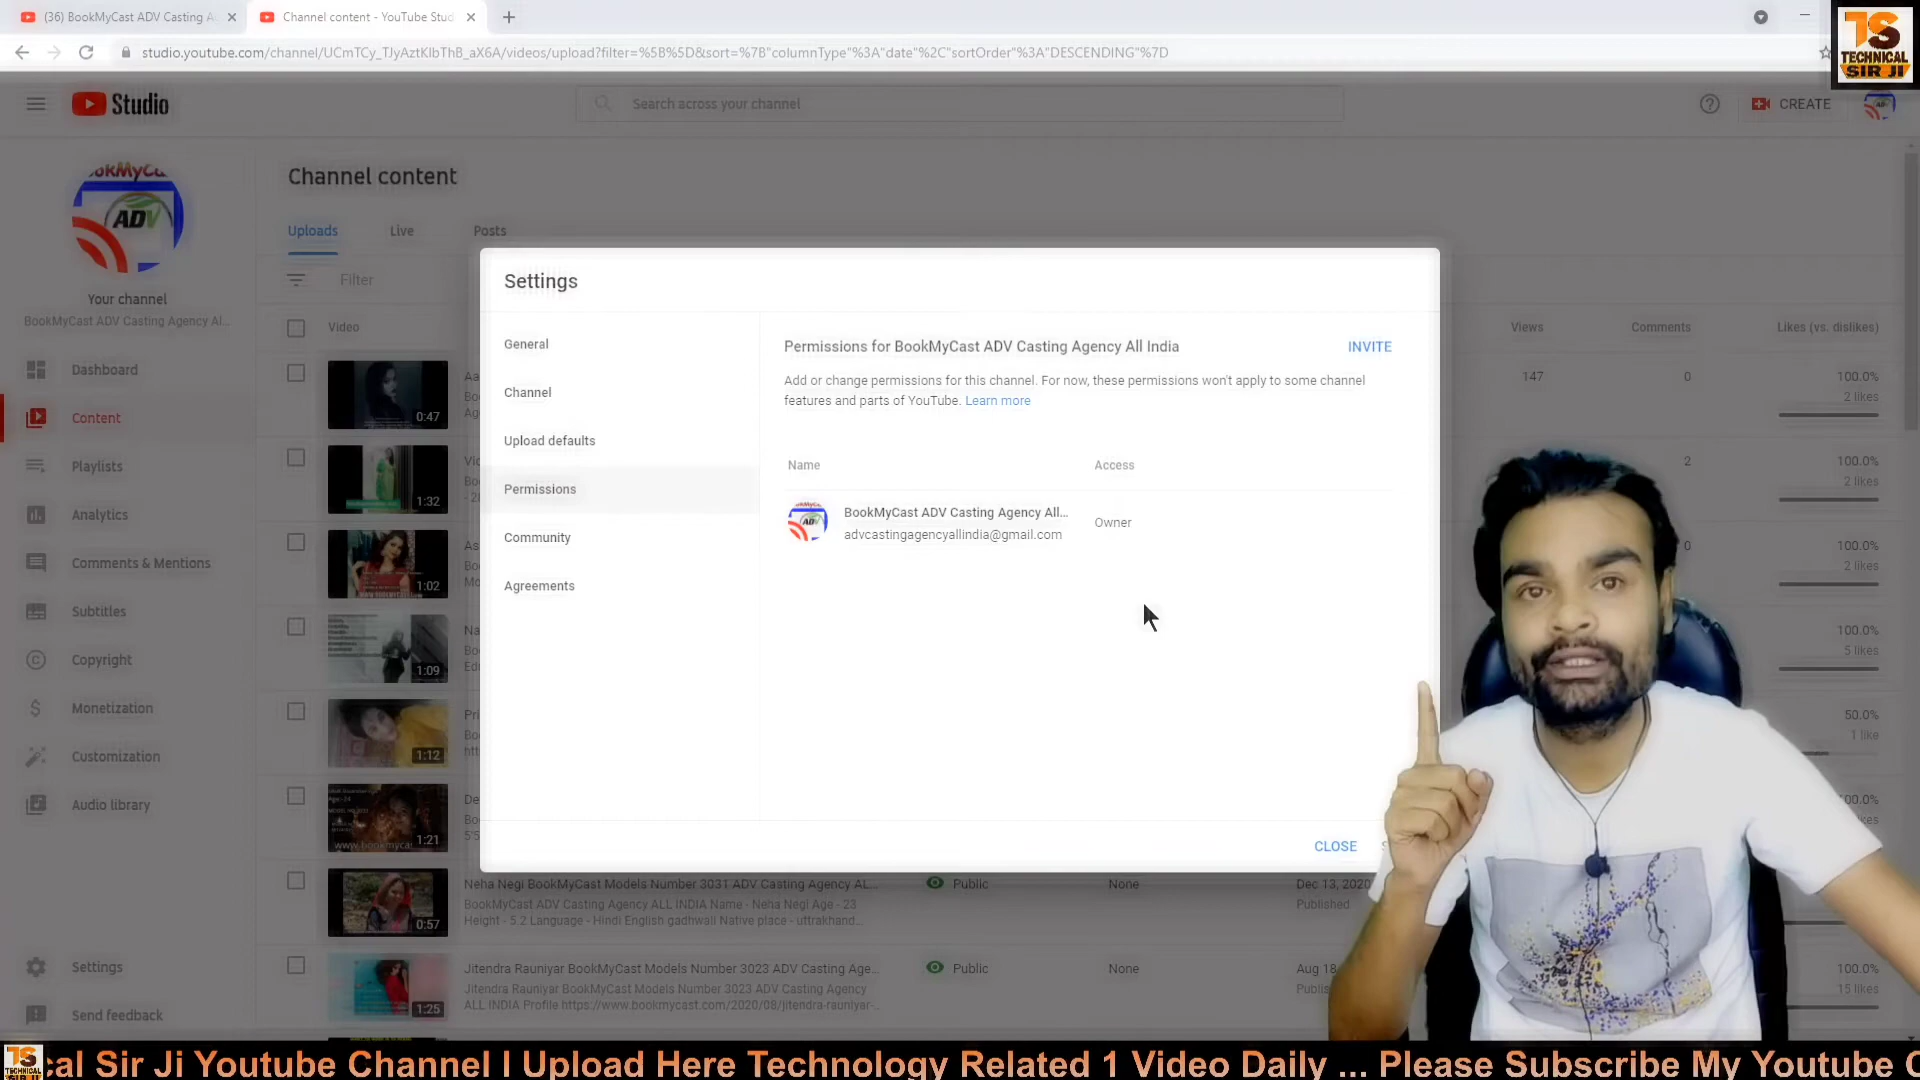 (36) BookMyCast ADV Casting A
Channel content - YouTube Stud
studio.youtube.com/channel/UCmTCy_TJyAztKIbThB_aX6A/videos/upload?filter=%5B%5D&sort=%7B"columnType"%3A"date"%2C"sortOrder"%3A"DESCENDING"%7D
TS
TECHNICAL
SIR JI
Studio
Search across your channel
CREATE
ADV
Your channel
BookMyCast ADV Casting Agency Al...
Dashboard
Content
Playlists
Analytics
Comments & Mentions
Subtitles
Copyright
Monetization
Customization
Audio library
Settings
Send feedback
Channel content
Uploads
Live
Posts
Filter
Video
Views
Comments
Likes (vs. dislikes)
0:47
147
0
100.0%
2 likes
1:32
2
100.0%
2 likes
1:02
0
100.0%
2 likes
1:09
100.0%
5 likes
1:12
50.0%
1 like
1:21
Settings
General
Channel
Upload defaults
Permissions
Community
Agreements
Permissions for BookMyCast ADV Casting Agency All India
INVITE
Add or change permissions for this channel. For now, these permissions won't apply to some channel
features and parts of YouTube. Learn more
Name
Access
BookMyCast ADV Casting Agency All...
advcastingagencyallindia@gmail.com
Owner
CLOSE
0:57
Neha Negi BookMyCast Models Number 3031 ADV Casting Agency AL...
BookMyCast ADV Casting Agency ALL INDIA Name - Neha Negi Age - 23
Height - 5.2 Language - Hindi English gadhwali Native place - uttrakhand...
Public
None
Dec 13, 2020
Published
1:25
Jitendra Rauniyar BookMyCast Models Number 3023 ADV Casting Age...
Jitendra Rauniyar BookMyCast Models Number 3023 ADV Casting Agency
ALL INDIA Profile https://www.bookmycast.com/2020/08/jitendra-rauniyar-...
Public
None
Aug 18,
Publis
100.0%
15 likes
cal Sir Ji Youtube Channel I Upload Here Technology Related 1 Video Daily ... Please Subscribe My Youtube C